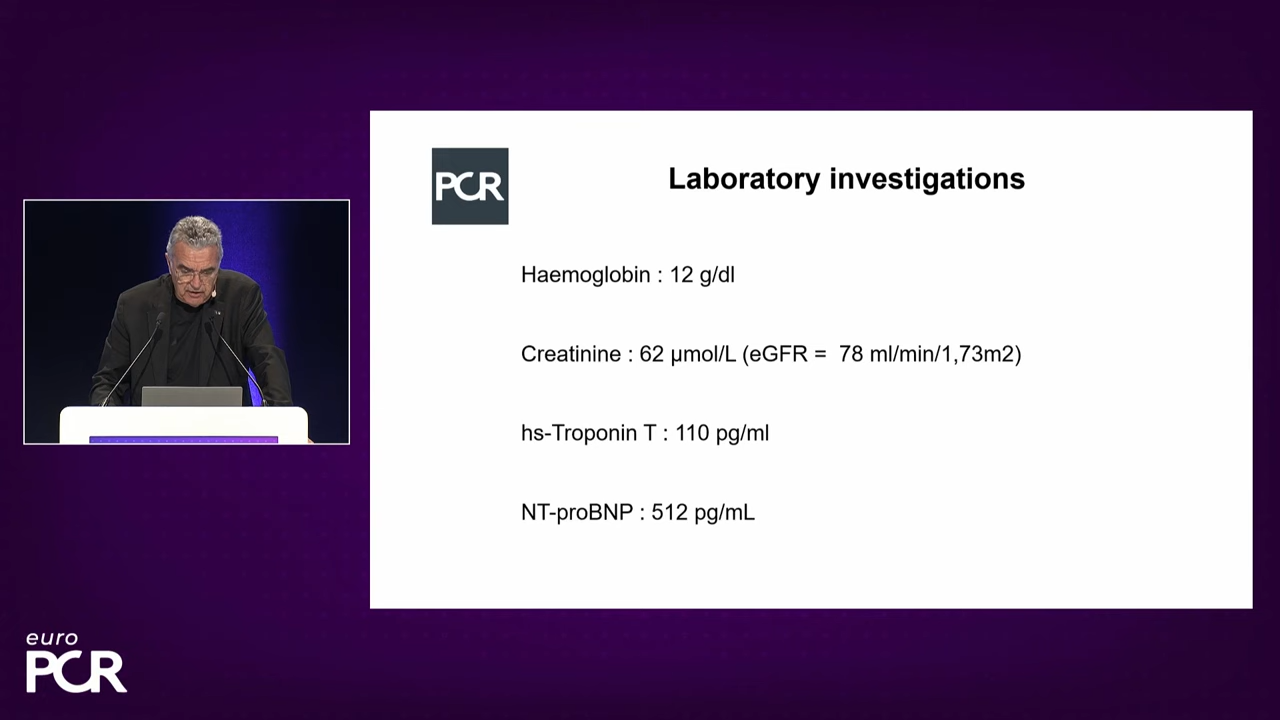 PCR
Laboratory investigations
Haemoglobin : 12 g/dl
Creatinine : 62 µmol/L (eGFR = 78 ml/min/1,73m2)
hs-Troponin T : 110 pg/ml
NT-proBNP : 512 pg/mL
euro
PCR